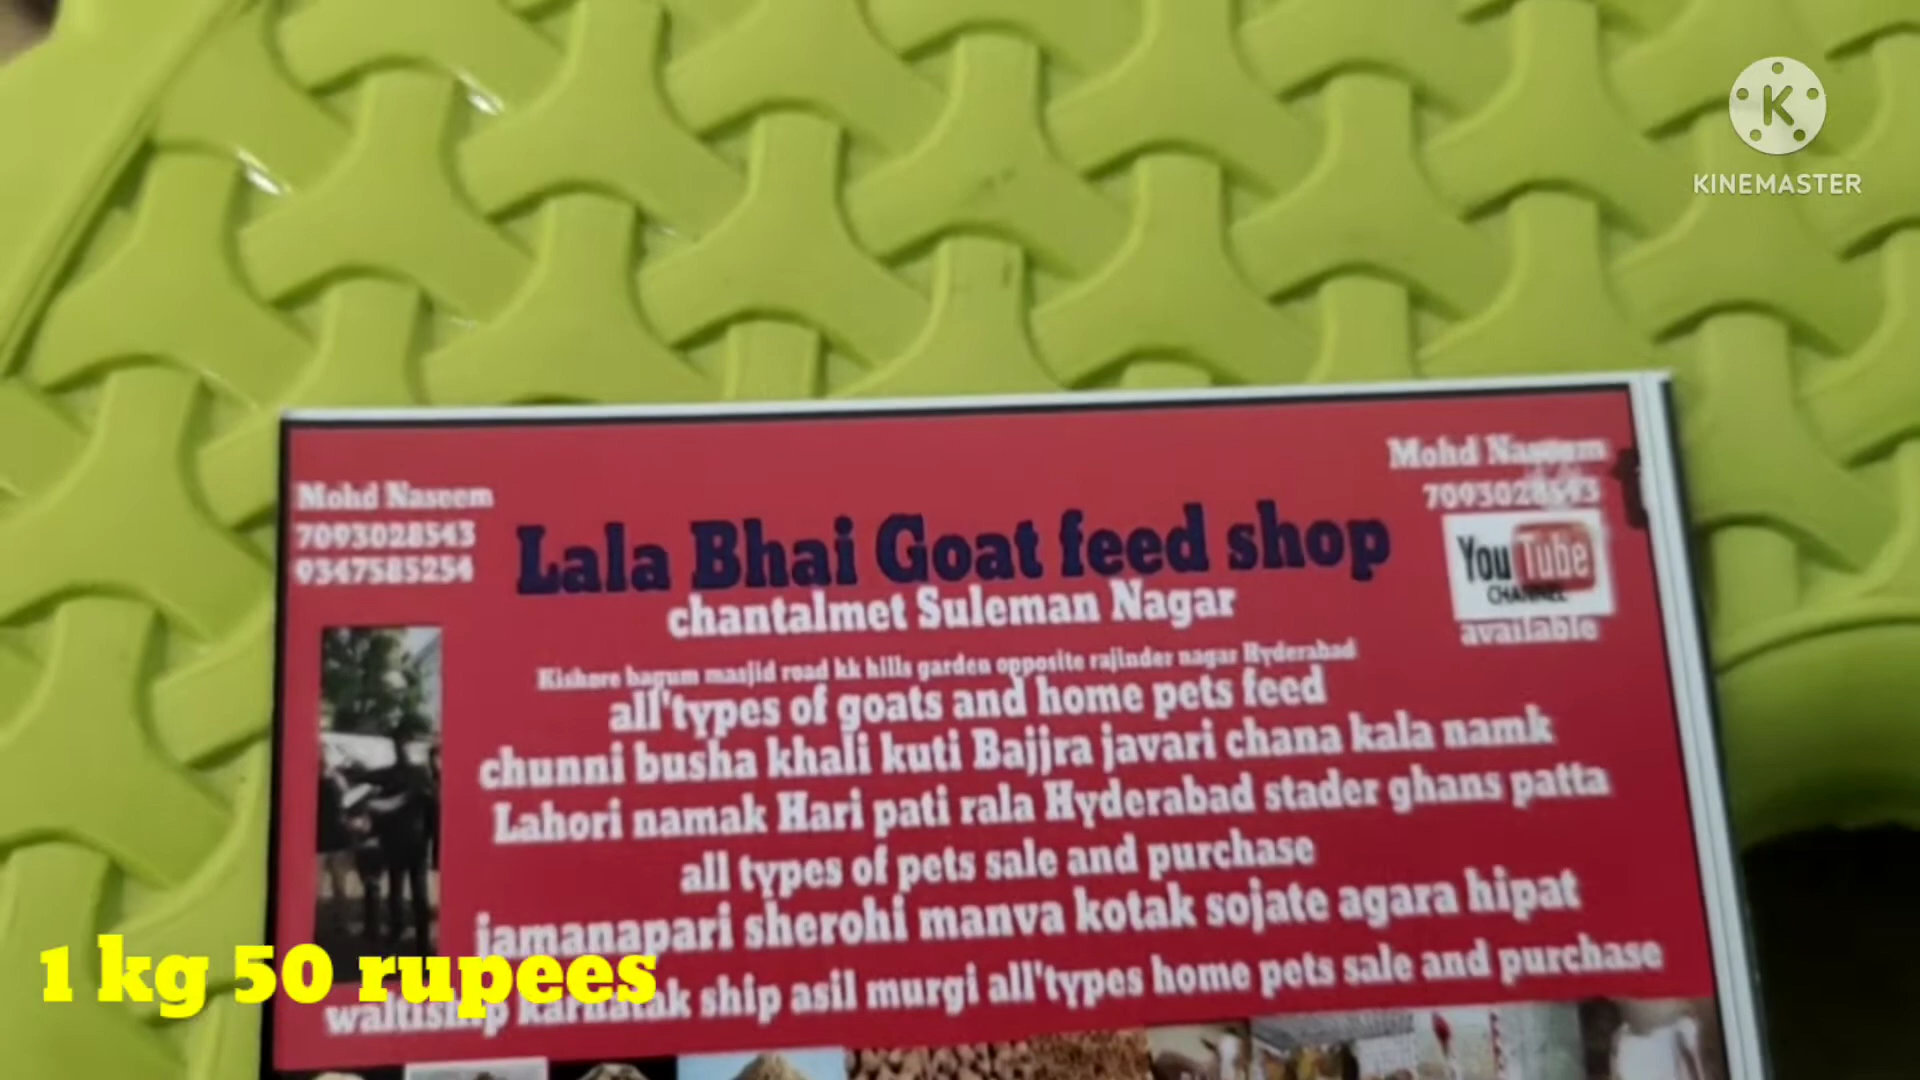 KINEMASTER
Mohd Naseem
7093028543
9347585254
Mohd Naseem
Lala Bhai Goat feed shop
You Tube
CHANNEL
available
chantalmet Suleman Nagar
Kishore bagum masjid road kk hills garden opposite rajinder nagar Hyderabad
all'types of goats and home pets feed
chunni busha khali kuti Bajjra javari chana kala namk
Lahori namak Hari pati rala Hyderabad stader ghans patta
all types of pets sale and purchase
jamanapari sherohi manva kotak sojate agara hipat
karnatak ship asil murgi all'types home pets sale and purchase
1 kg 50 rupees